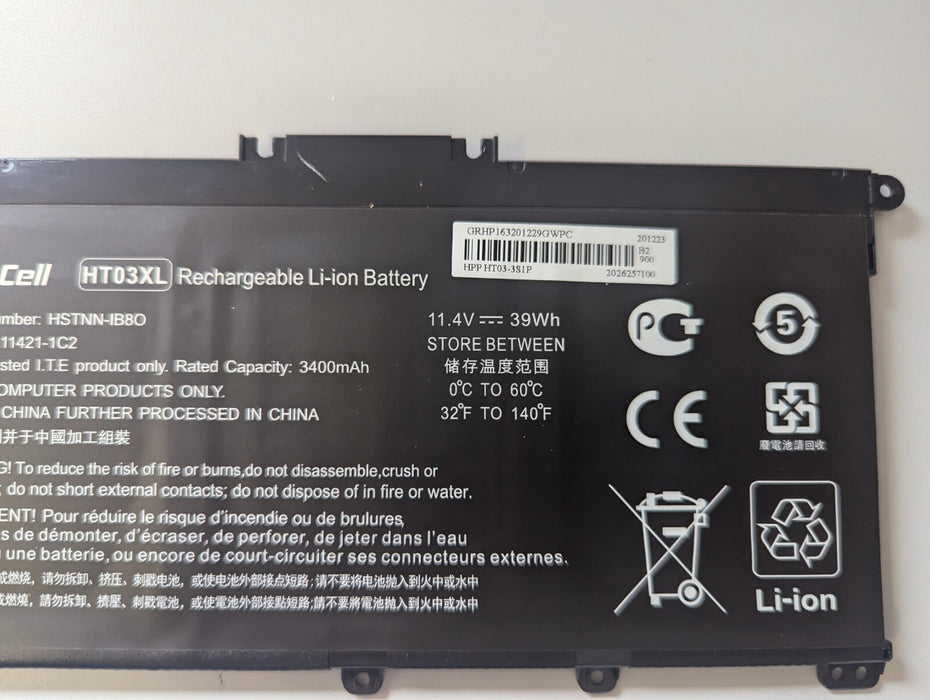 Cell HT03XL Rechargeable Li-ion Battery
GRHP163201229GWPC 201223
B2
900
HPP HT03-3S1P 2026257100
mber: HSTNN-IB8O
11421-1C2
sted I.T.E product only. Rated Capacity: 3400mAh
OMPUTER PRODUCTS ONLY.
CHINA FURTHER PROCESSED IN CHINA
并于中國加工組裝
11.4V 39Wh
STORE BETWEEN
储存温度范围
0°C TO 60°C
32°F TO 140°F
PCT
5
CE
廢電池請回收
G! To reduce the risk of fire or burns,do not disassemble,crush or
; do not short external contacts; do not dispose of in fire or water.
ENT! Pour réduire le risque d'incendie ou de brulures,
s de démonter, d'écraser, de perforer, de jeter dans l'eau
une batterie, ou encore de court-circuiter ses connecteurs externes.
或燃烧，请勿拆卸、挤压、刺戳电池，或使电池外部接点短路;请不要将电池抛入到火中或水中
或燃燒，請勿拆卸、擠壓、刺戳電池，或使電池外部接點短路;請不要將電池拋入到火中或水中
Li-ion